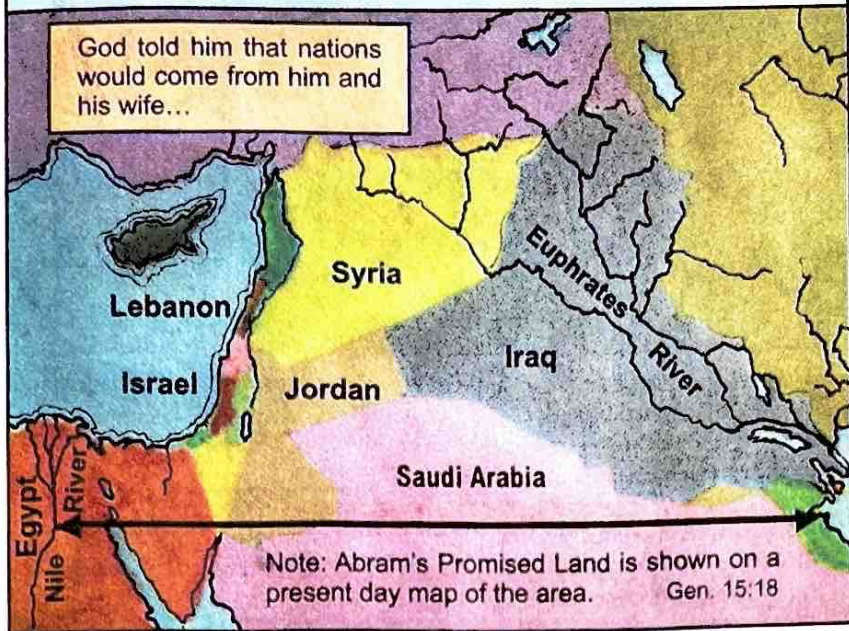 God told him that nations
would come from him and
his wife...
Syria
Lebanon
Euphrates
River
Iraq
Israel
Jordan
Saudi Arabia
Egypt
Nile River
Note: Abram's Promised Land is shown on a
present day map of the area. Gen. 15:18